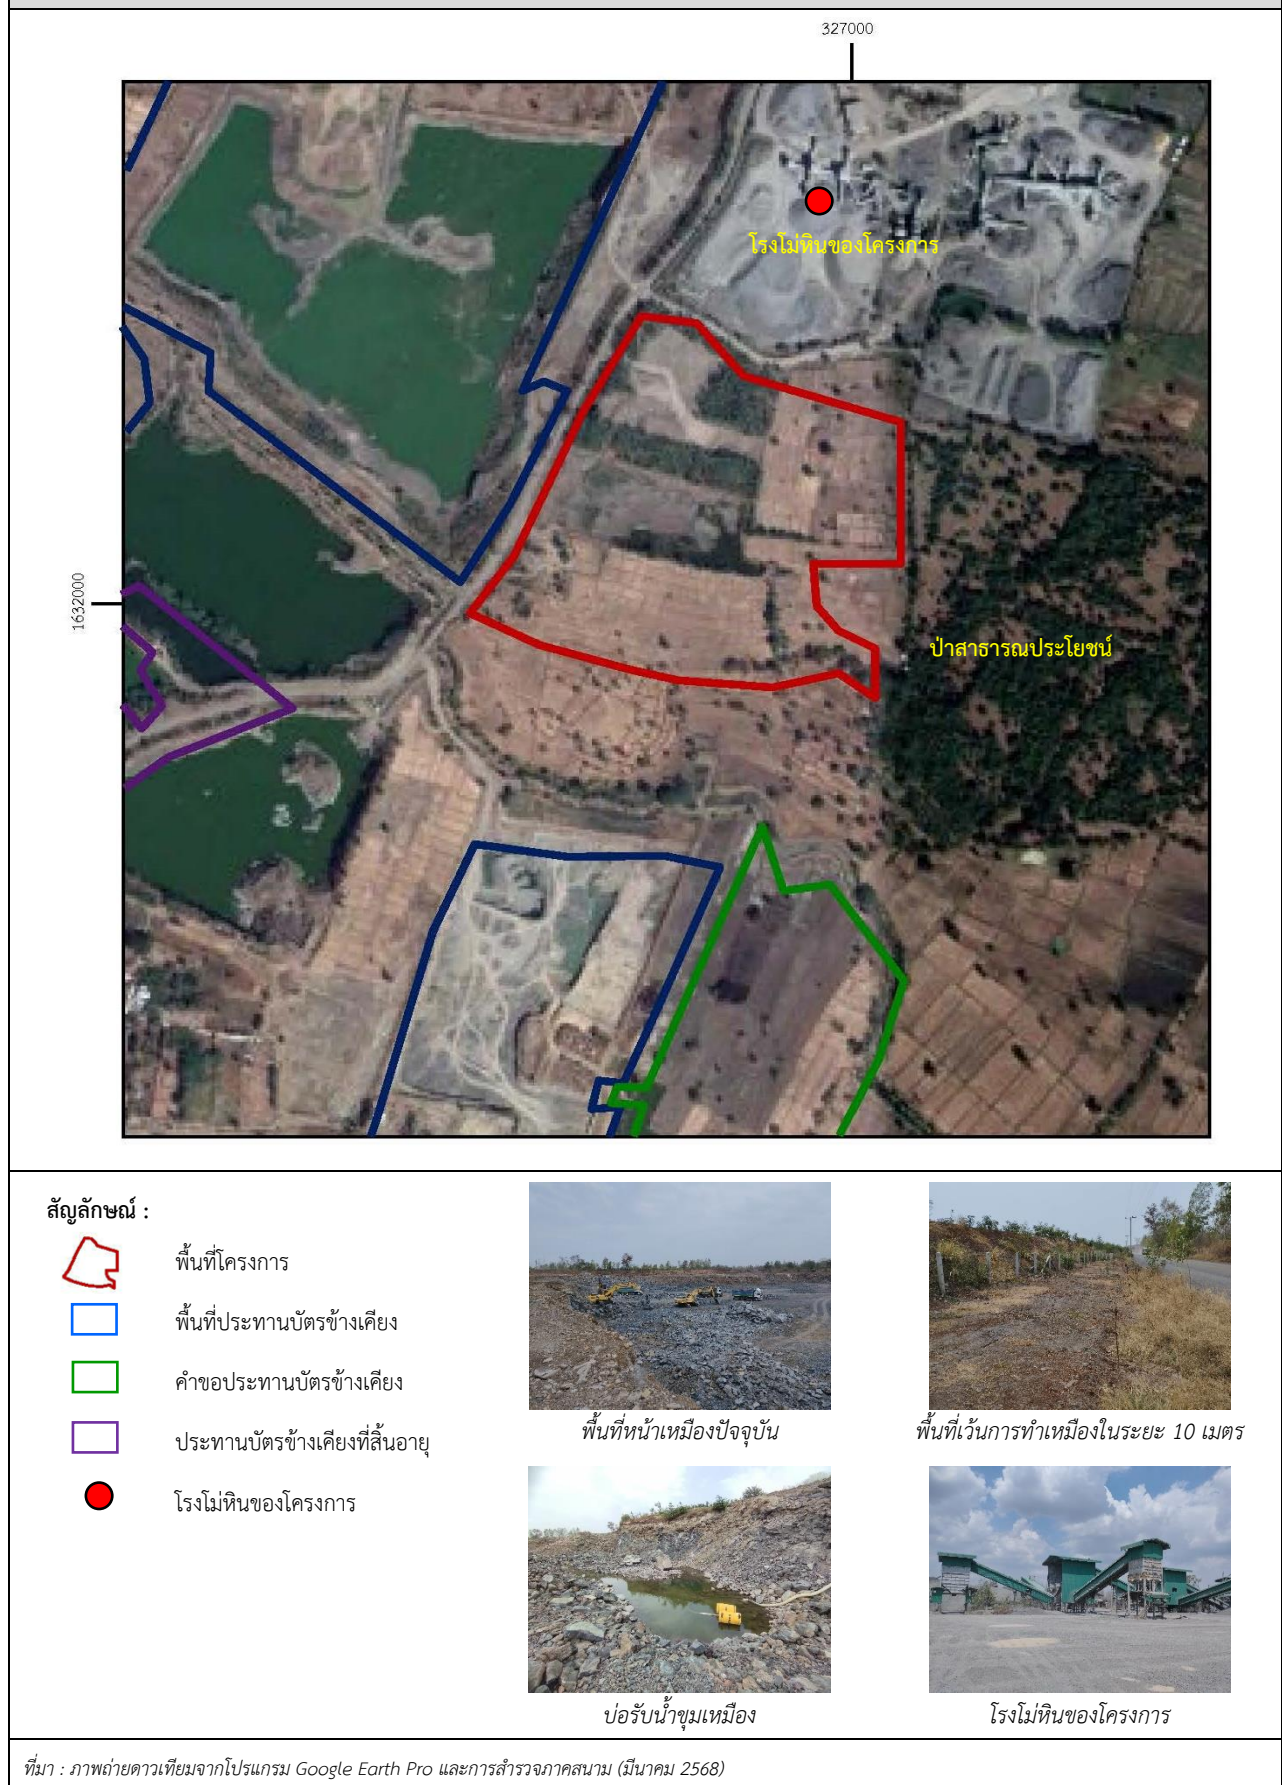 327000
โรงโม่หินของโครงการ
1632000
ป่าสาธารณประโยชน์
สัญลักษณ์ :
พื้นที่โครงการ
พื้นที่ประทานบัตรข้างเคียง
คำขอประทานบัตรข้างเคียง
ประทานบัตรข้างเคียงที่สิ้นอายุ
โรงโม่หินของโครงการ
พื้นที่หน้าเหมืองปัจจุบัน
พื้นที่เว้นการทำเหมืองในระยะ 10 เมตร
บ่อรับน้ำขุมเหมือง
โรงโม่หินของโครงการ
ที่มา : ภาพถ่ายดาวเทียมจากโปรแกรม Google Earth Pro และการสำรวจภาคสนาม (มีนาคม 2568)